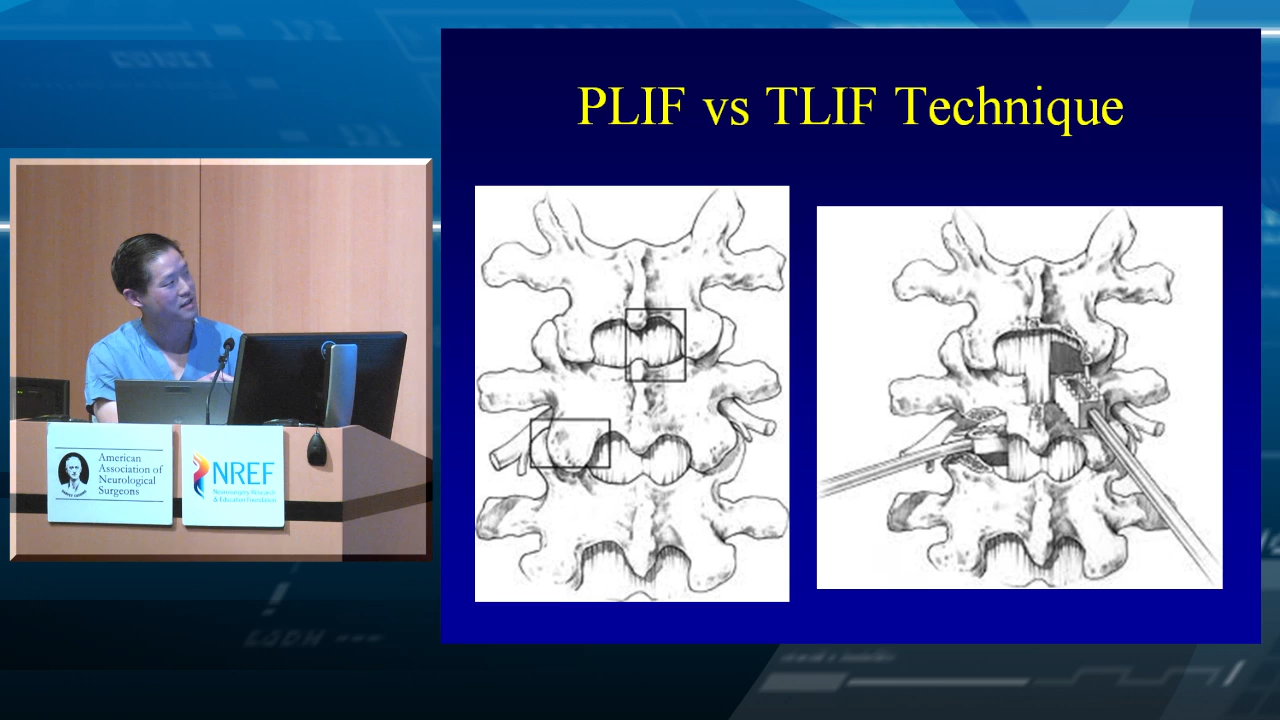 PLIF vs TLIF Technique
American
Association of
Neurological
Surgeons
NREF
Neurosurgery Research
& Education Foundation